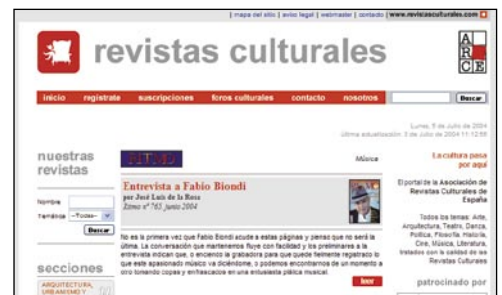 | mapa del sitio | aviso legal | webmaster | contacto | www.revistasculturales.com
revistas culturales
A
R
C
E
inicio regístrate suscripciones foros culturales contacto nosotros Buscar
Lunes, 5 de Julio de 2004
última actualización: 3 de Julio de 2004 11:12:55
nuestras
revistas
Nombre
Temática --Todas--
Buscar
secciones
ARQUITECTURA,
URBANISMO Y
RITMO Música
Entrevista a Fabio Biondi
por José Luis de la Rosa
Ritmo nº 765, junio 2004
No es la primera vez que Fabio Biondi acude a estas páginas y pienso que no será la
última. La conversación que mantenemos fluye con facilidad y los preliminares a la
entrevista indican que, o enciendo la grabadora para que quede fielmente registrado lo
que este apasionado músico va diciéndome, o podemos encontrarnos de un momento a
otro tomando copas y enfrascados en una entusiasta plática musical.
leer
La cultura pasa
por aquí
El portal de la Asociación de
Revistas Culturales de
España
Todos los temas: Arte,
Arquitectura, Teatro, Danza,
Política, Filosofía, Historia,
Cine, Música, Literatura,
tratados con la calidad de las
Revistas Culturales
patrocinado por